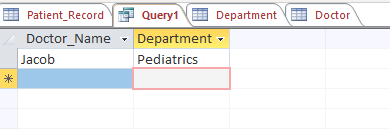 Patient_Record Query1 Department Doctor
Doctor_Name Department
Jacob Pediatrics